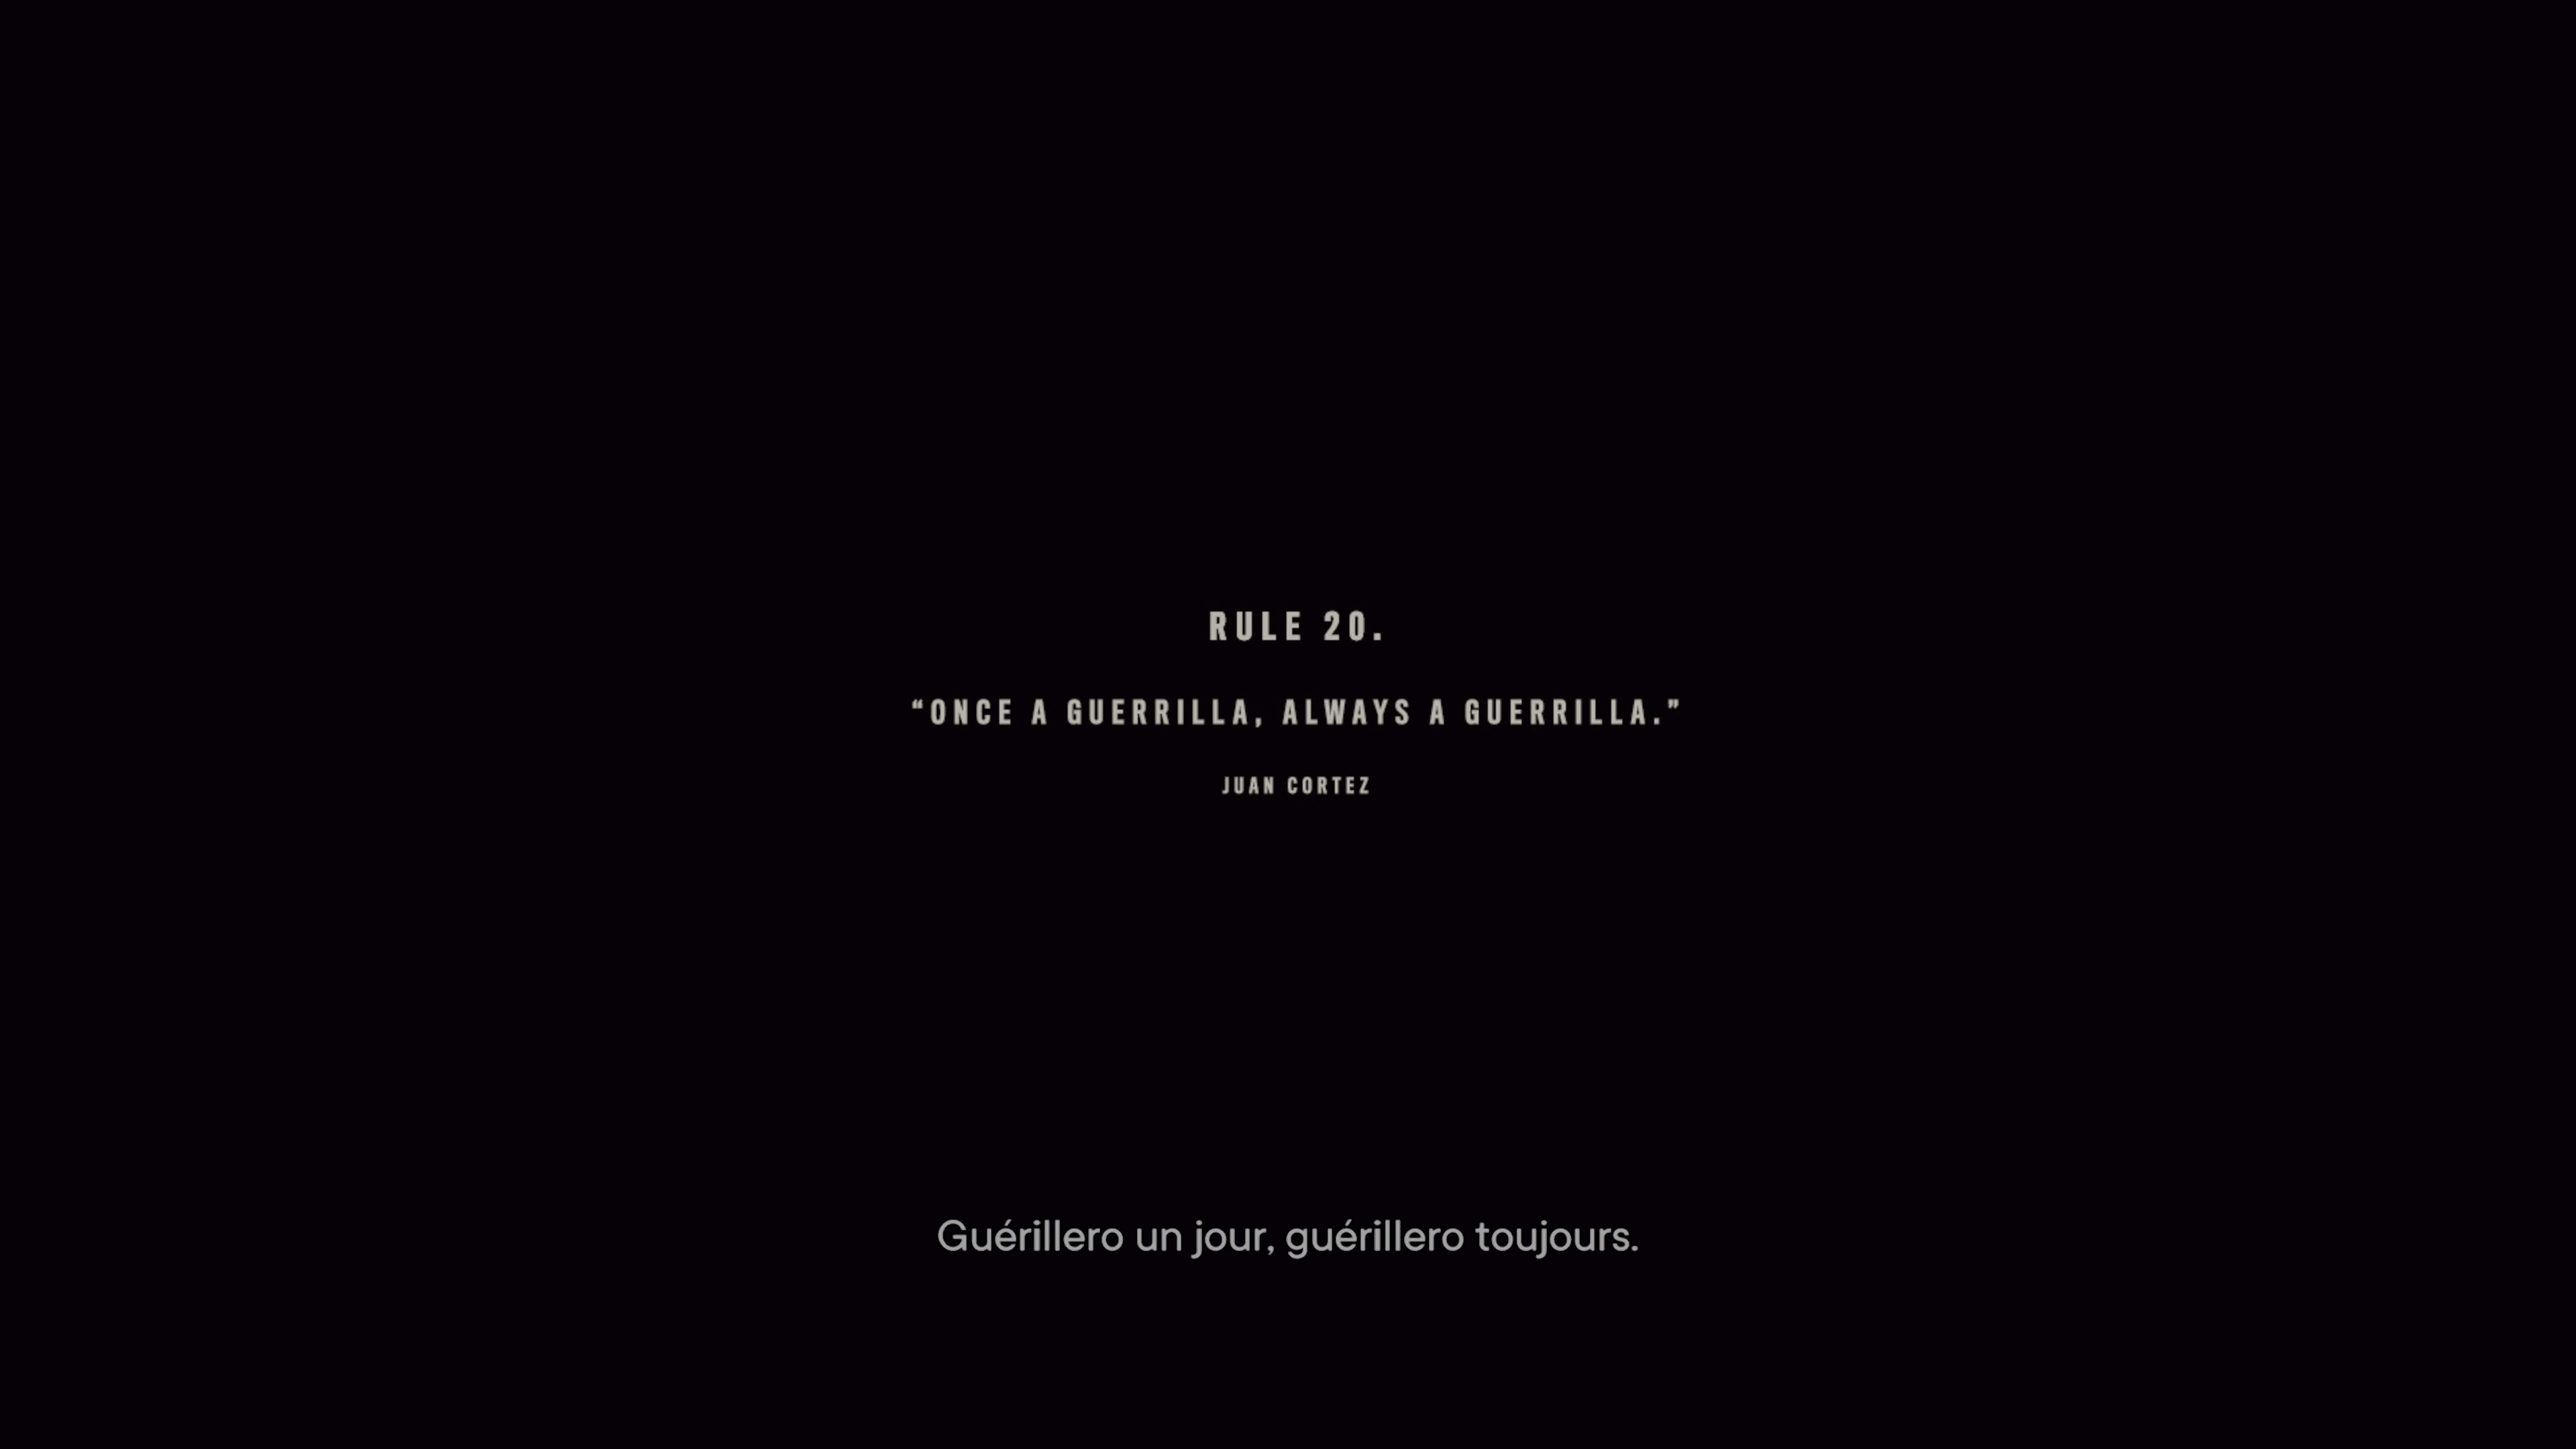 RULE 20.
“ONCE A GUERRILLA, ALWAYS A GUERRILLA.”
JUAN CORTEZ
Guérillero un jour, guérillero toujours.